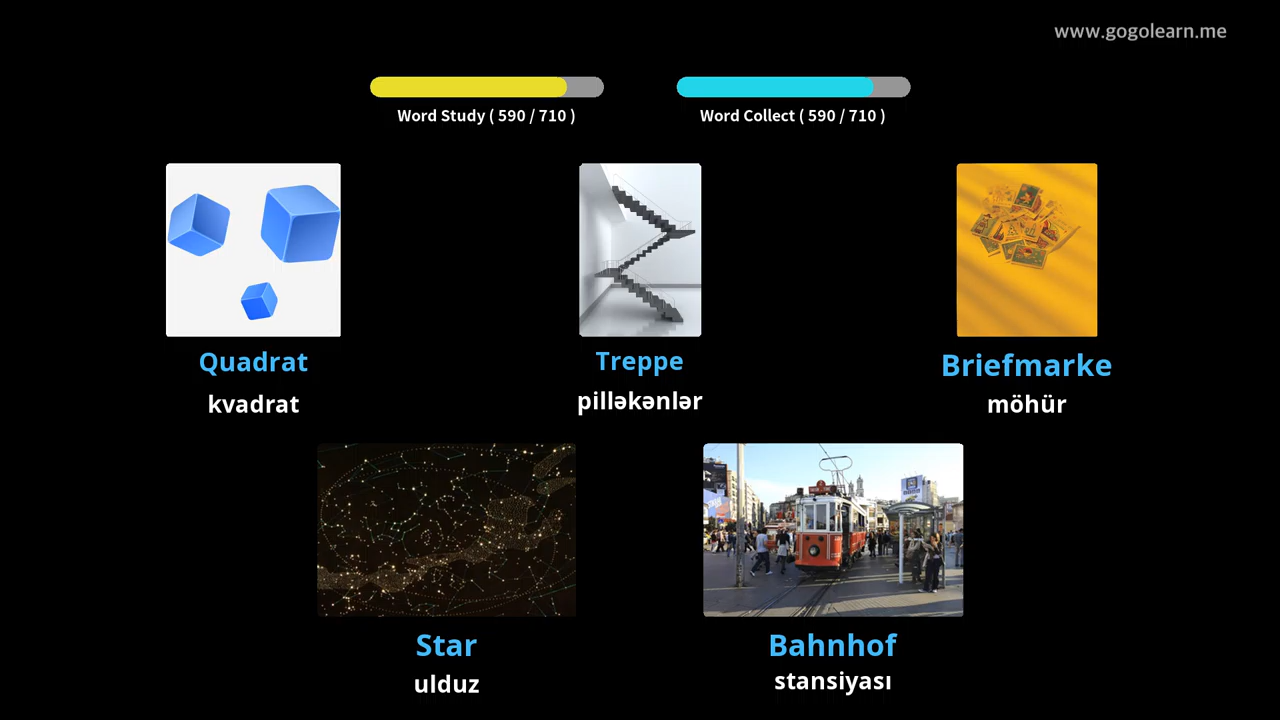 www.gogolearn.me
Word Study ( 590 / 710 )
Word Collect ( 590 / 710 )
Quadrat
kvadrat
Treppe
pilləkənlər
Briefmarke
möhür
Star
ulduz
Bahnhof
stansiyası